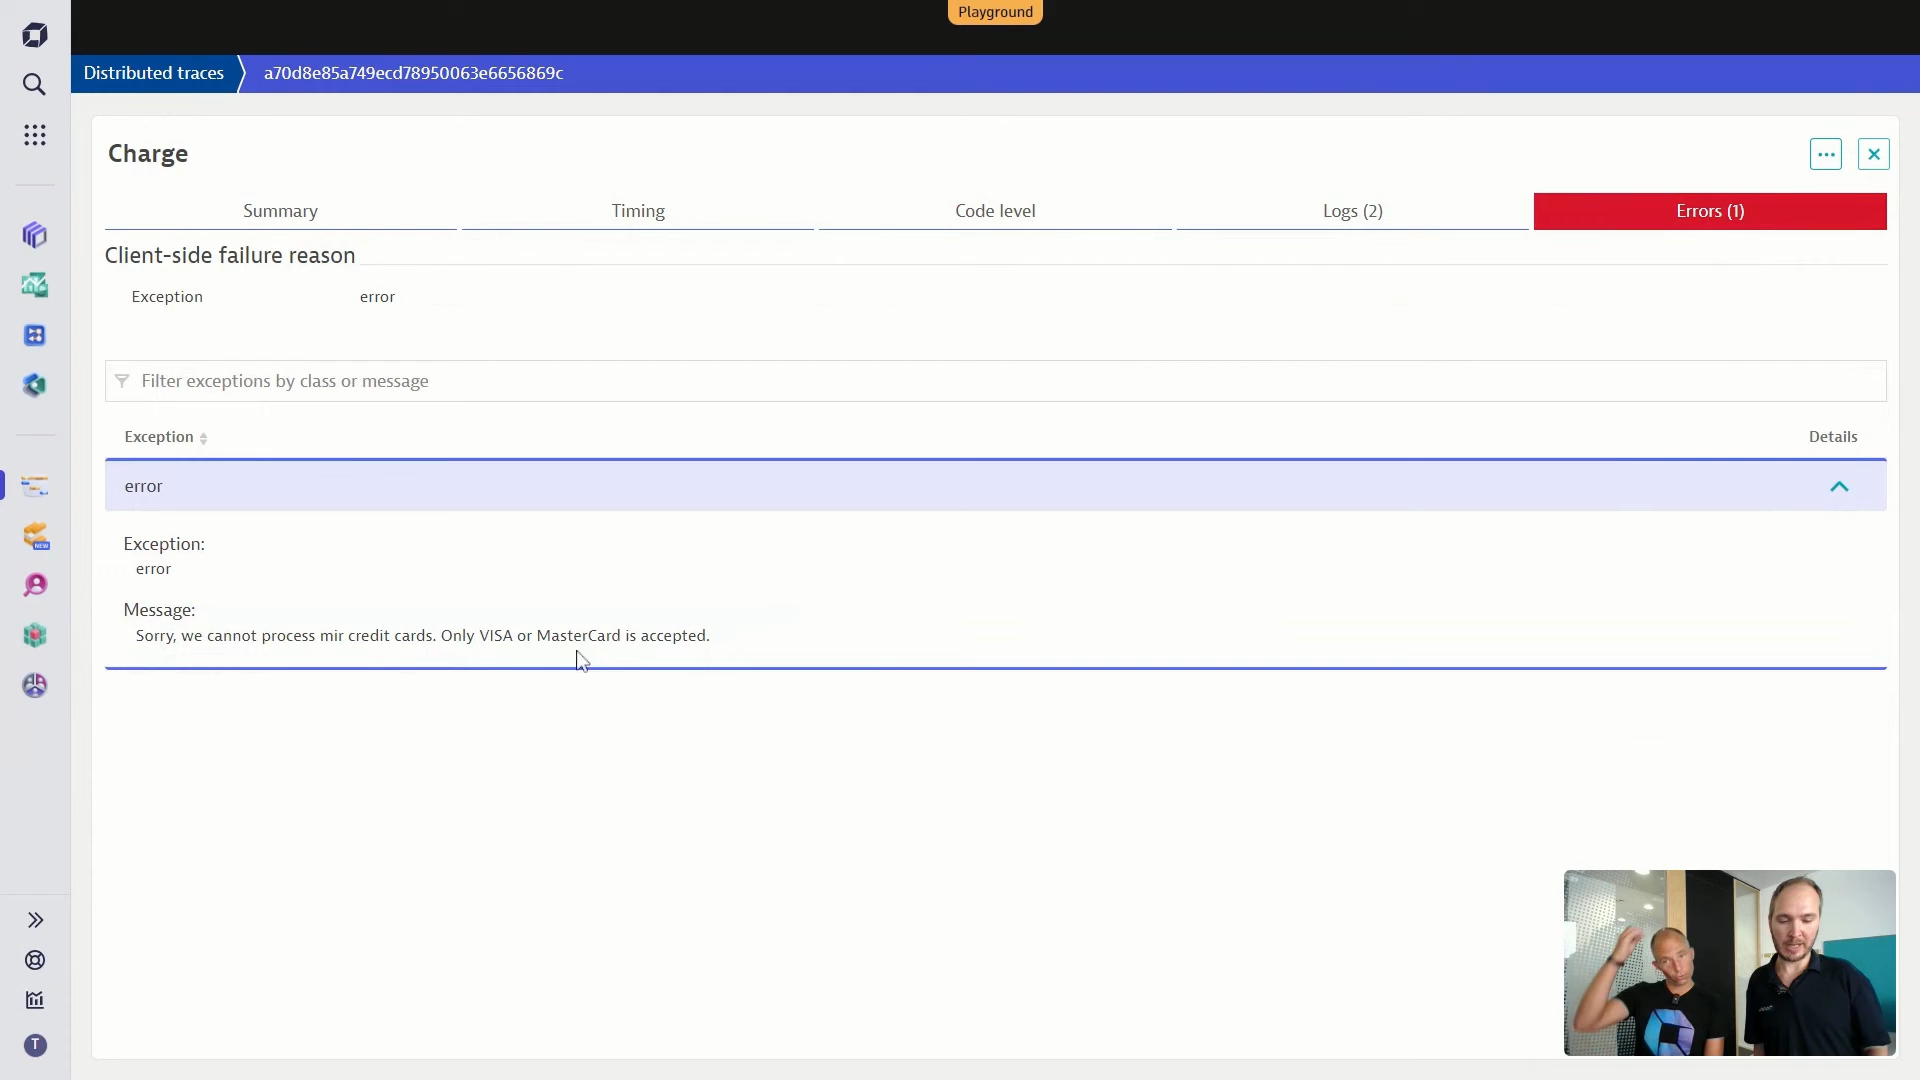 Playground
Distributed traces
a70d8e85a749ecd78950063e6656869c
Charge
Summary
Timing
Code level
Logs (2)
Errors (1)
Client-side failure reason
Exception error
Filter exceptions by class or message
Exception
Details
error
Exception:
error
Message:
Sorry, we cannot process mir credit cards. Only VISA or MasterCard is accepted.
NEW
T